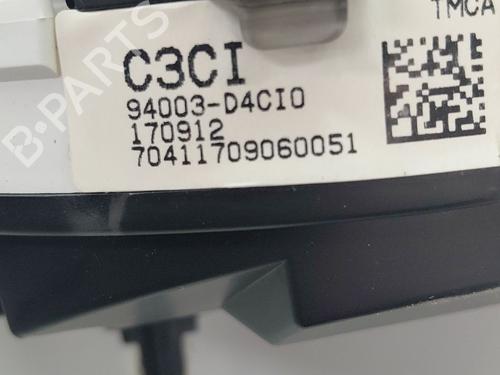 TMCA
C3CI
94003-D4CI0
170912
70411709060051
B-PARTS